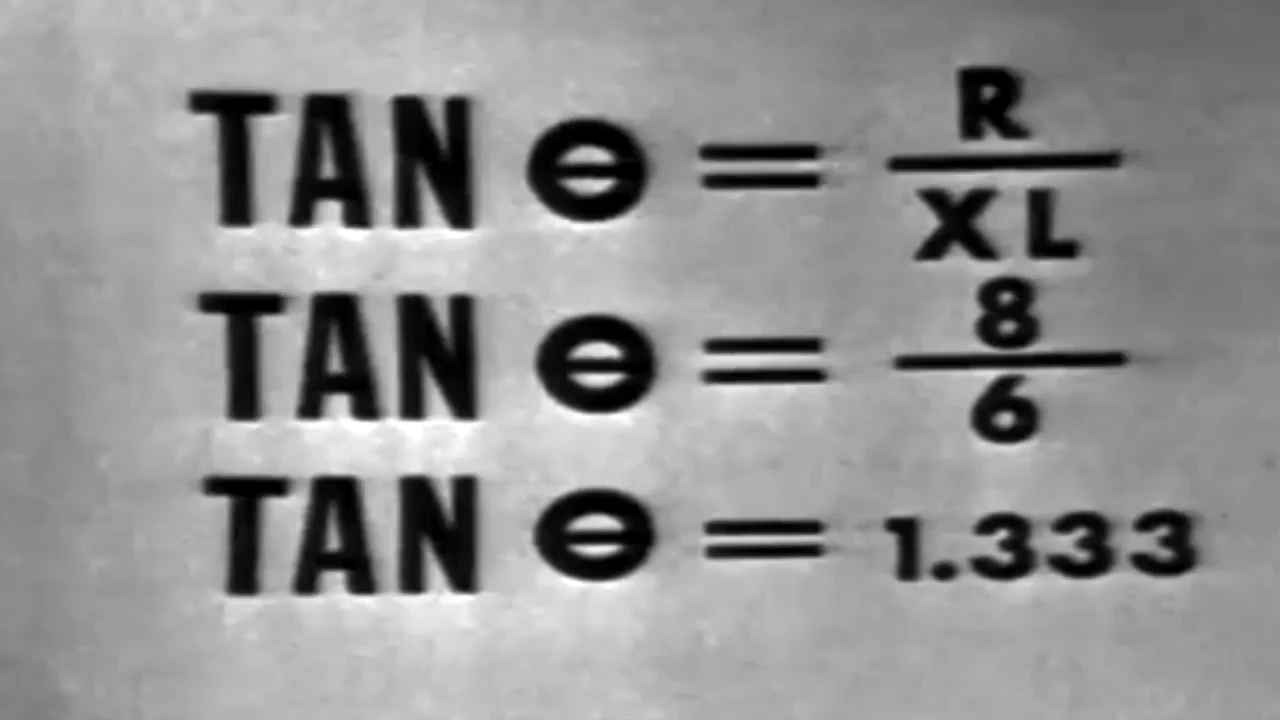 TAN Θ = R / XL
TAN Θ = 8 / 6
TAN Θ = 1.333